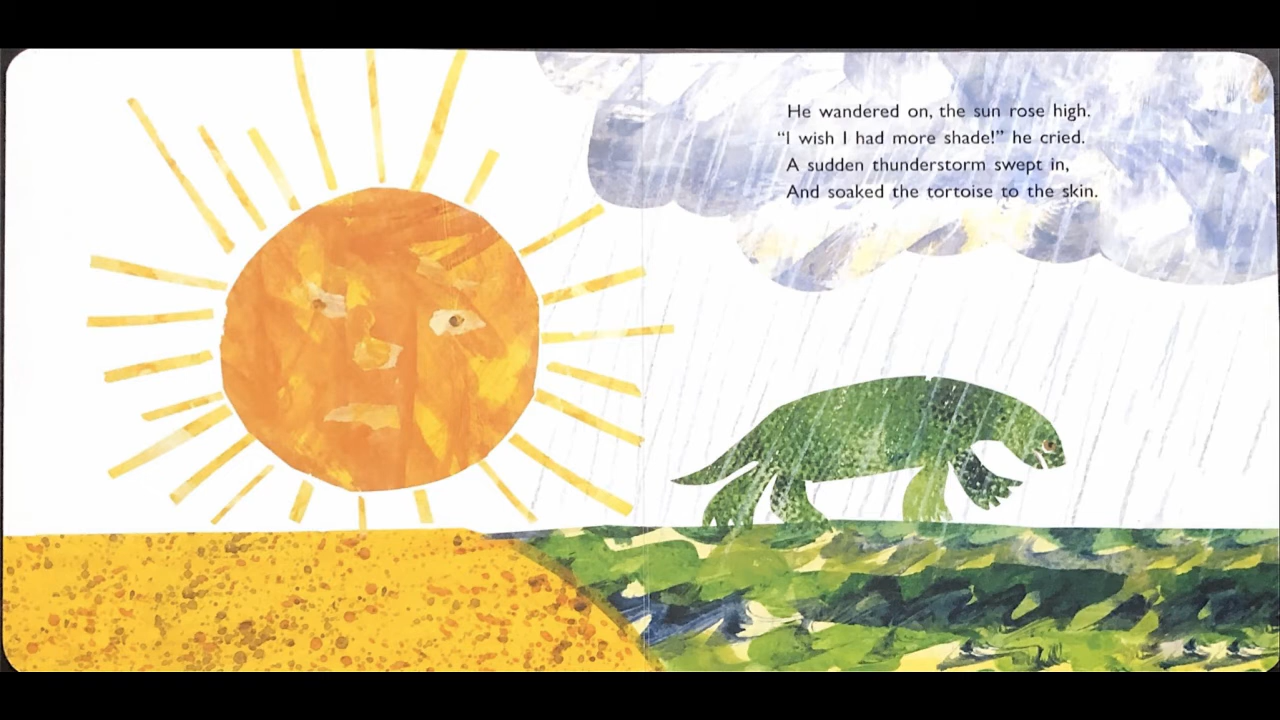 He wandered on, the sun rose high.
“I wish I had more shade!” he cried.
A sudden thunderstorm swept in,
And soaked the tortoise to the skin.